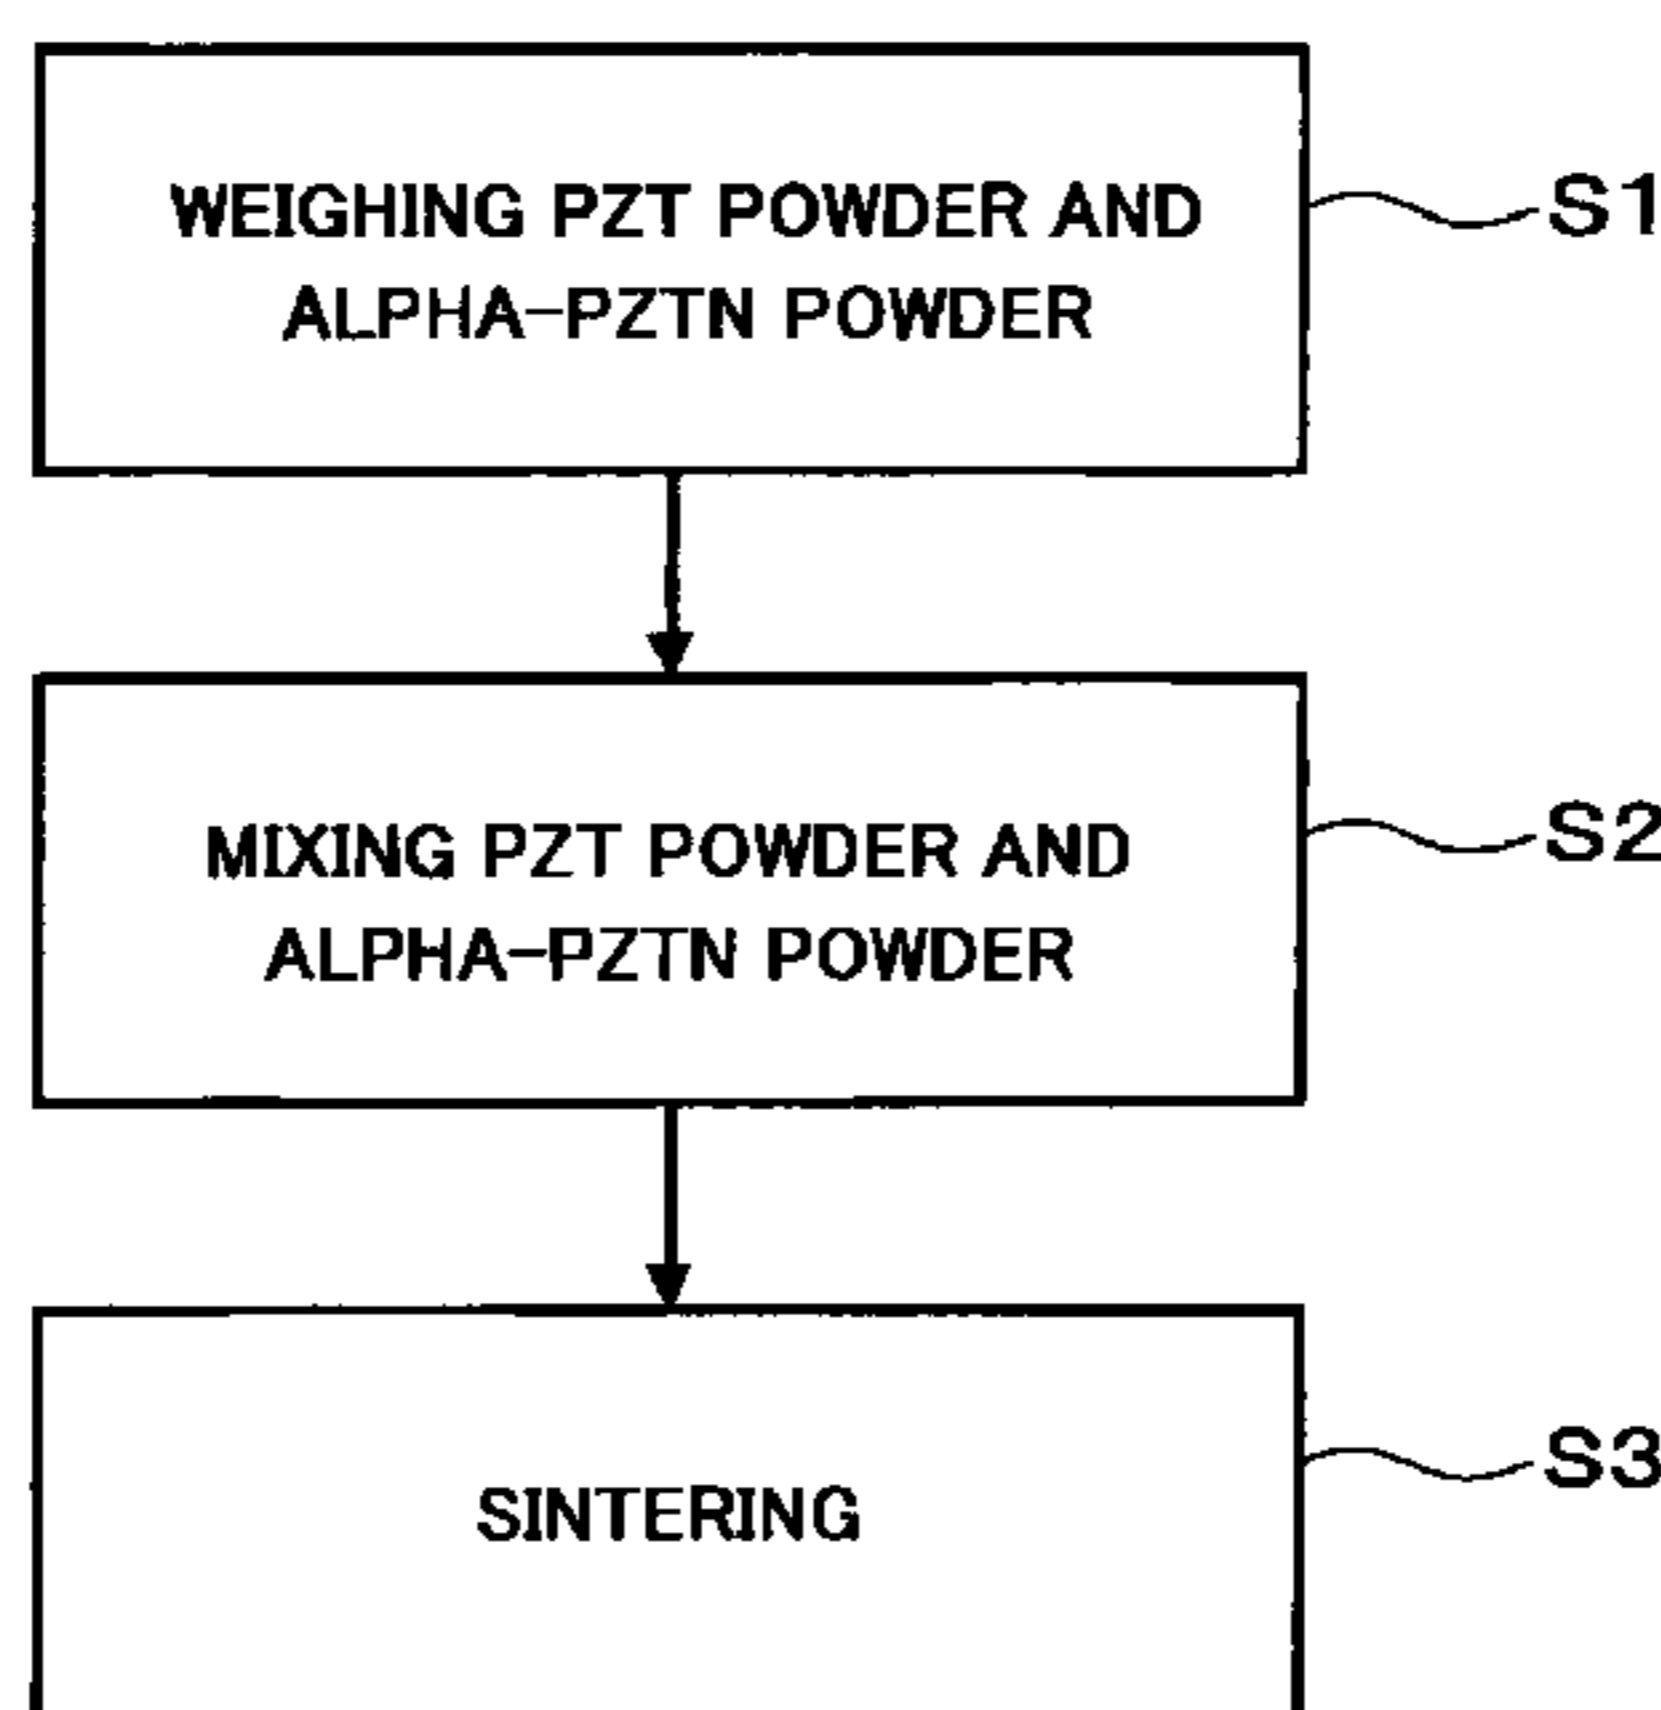 WEIGHING PZT POWDER AND
ALPHA-PZTN POWDER
S1
MIXING PZT POWDER AND
ALPHA-PZTN POWDER
S2
SINTERING
S3